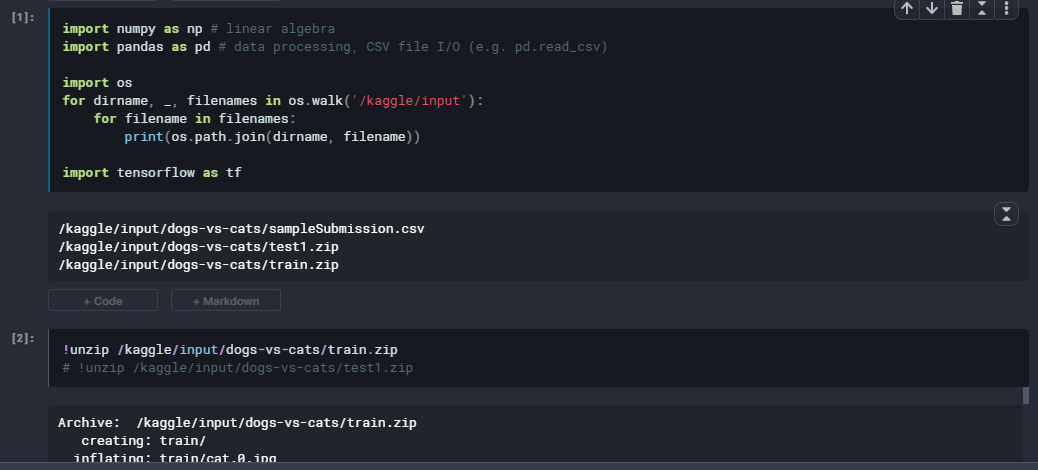 [1]:
import numpy as np # linear algebra
import pandas as pd # data processing, CSV file I/O (e.g. pd.read_csv)
import os
for dirname, _, filenames in os.walk('/kaggle/input'):
    for filename in filenames:
        print(os.path.join(dirname, filename))
import tensorflow as tf
/kaggle/input/dogs-vs-cats/sampleSubmission.csv
/kaggle/input/dogs-vs-cats/test1.zip
/kaggle/input/dogs-vs-cats/train.zip
+ Code + Markdown
[2]:
!unzip /kaggle/input/dogs-vs-cats/train.zip
# !unzip /kaggle/input/dogs-vs-cats/test1.zip
Archive:  /kaggle/input/dogs-vs-cats/train.zip
   creating: train/
  inflating: train/cat.0.jpg